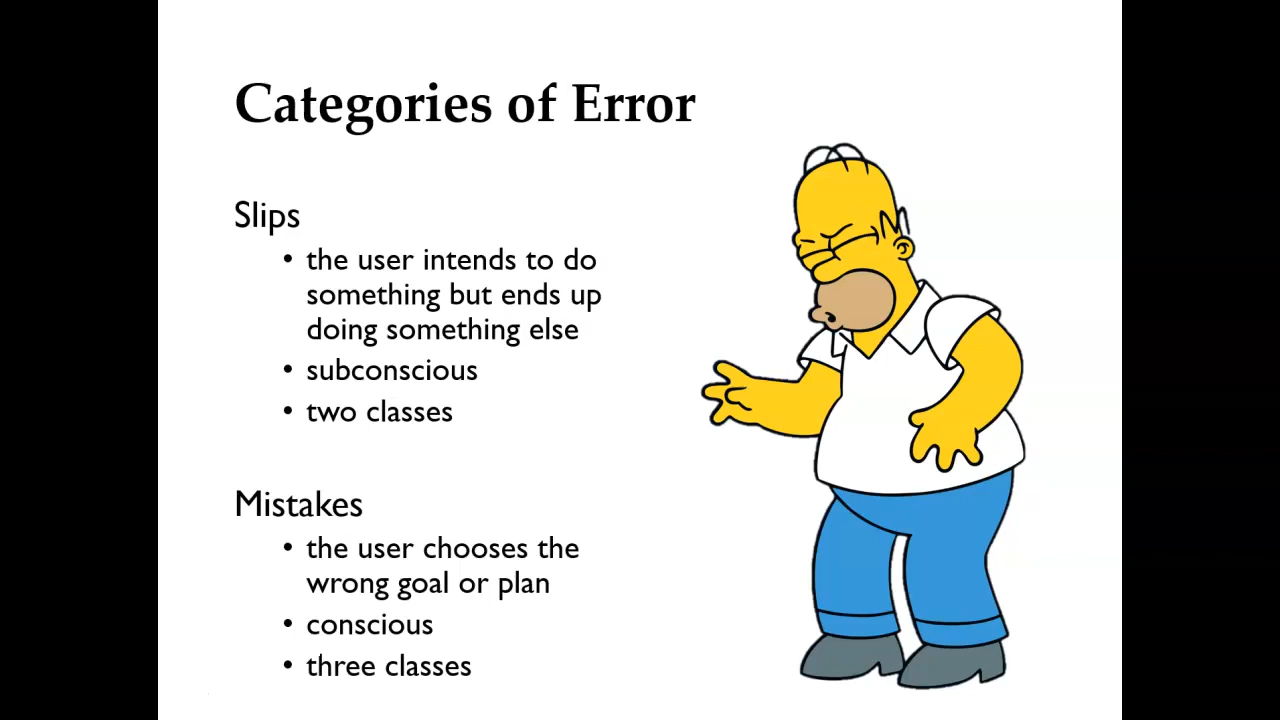 Categories of Error
Slips
• the user intends to do
something but ends up
doing something else
• subconscious
• two classes
Mistakes
• the user chooses the
wrong goal or plan
• conscious
• three classes